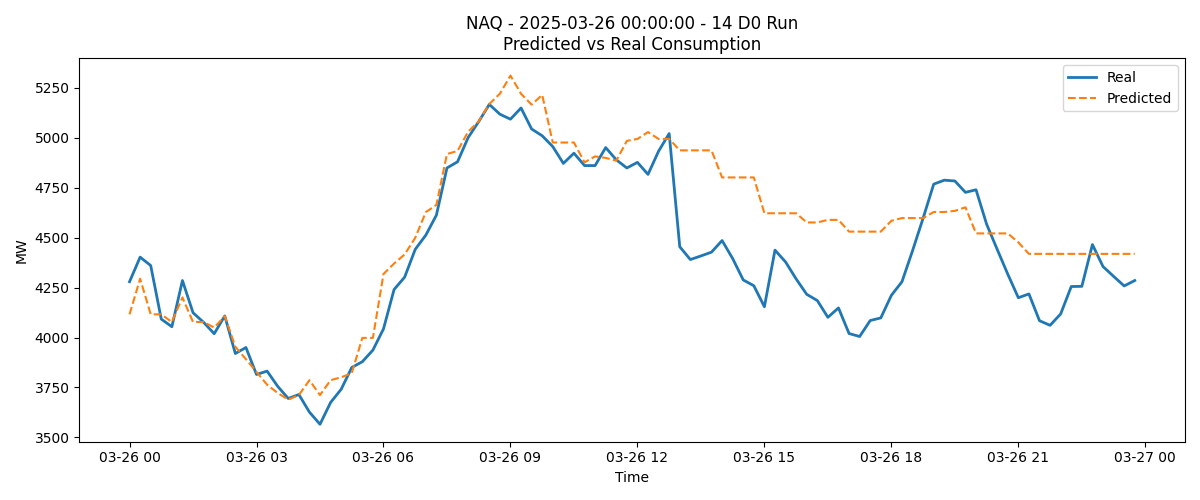 NAQ - 2025-03-26 00:00:00 - 14 D0 Run
Predicted vs Real Consumption
Real
Predicted
MW
5250
5000
4750
4500
4250
4000
3750
3500
03-26 00
03-26 03
03-26 06
03-26 09
03-26 12
03-26 15
03-26 18
03-26 21
03-27 00
Time